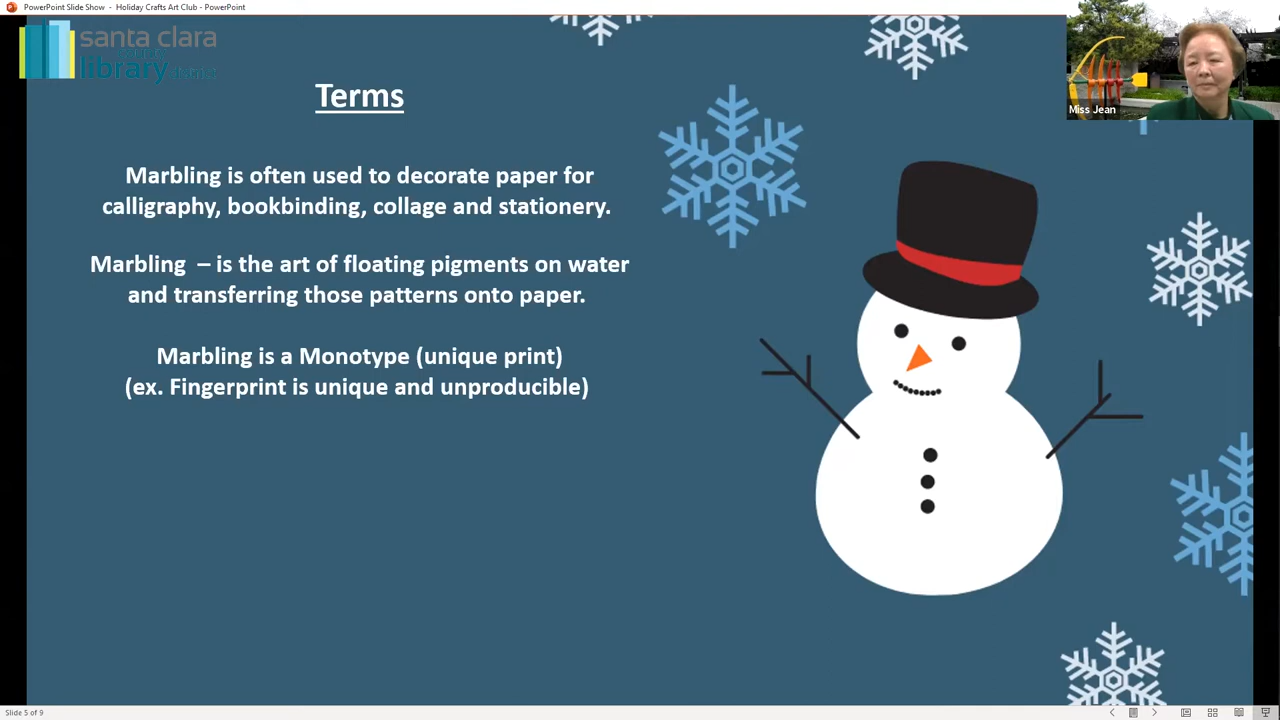 PowerPoint Slide Show - Holiday Crafts Art Club - PowerPoint
santa clara
county
library district
Miss Jean
Terms
Marbling is often used to decorate paper for
calligraphy, bookbinding, collage and stationery.
Marbling – is the art of floating pigments on water
and transferring those patterns onto paper.
Marbling is a Monotype (unique print)
(ex. Fingerprint is unique and unproducible)
Slide 5 of 9